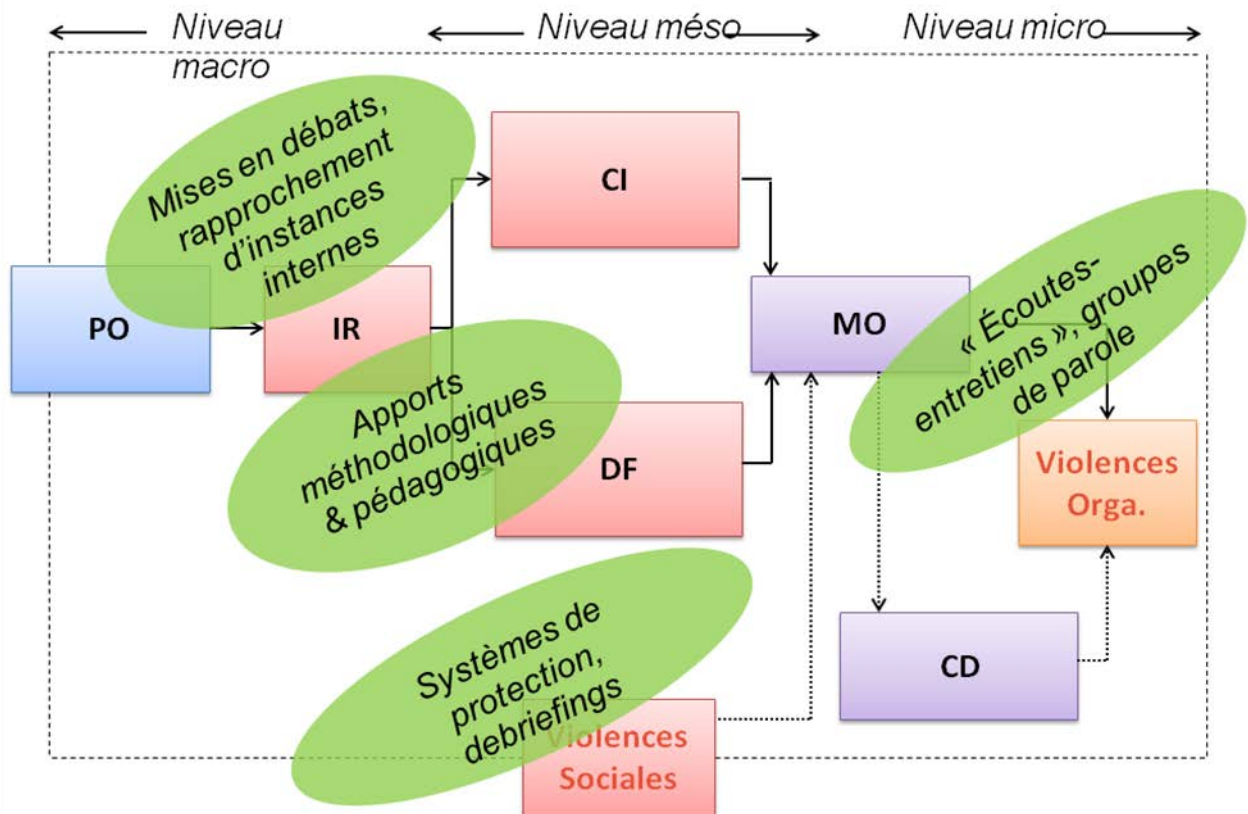 Niveau
macro
Niveau méso
Niveau micro
Mises en débats,
rapprochement
d’instances
internes
CI
PO
IR
MO
« Écoutes-
entretiens », groupes
de parole
Apports
méthodologiques
& pédagogiques
DF
Violences
Orga.
Systèmes de
protection,
debriefings
CD
Violences
Sociales